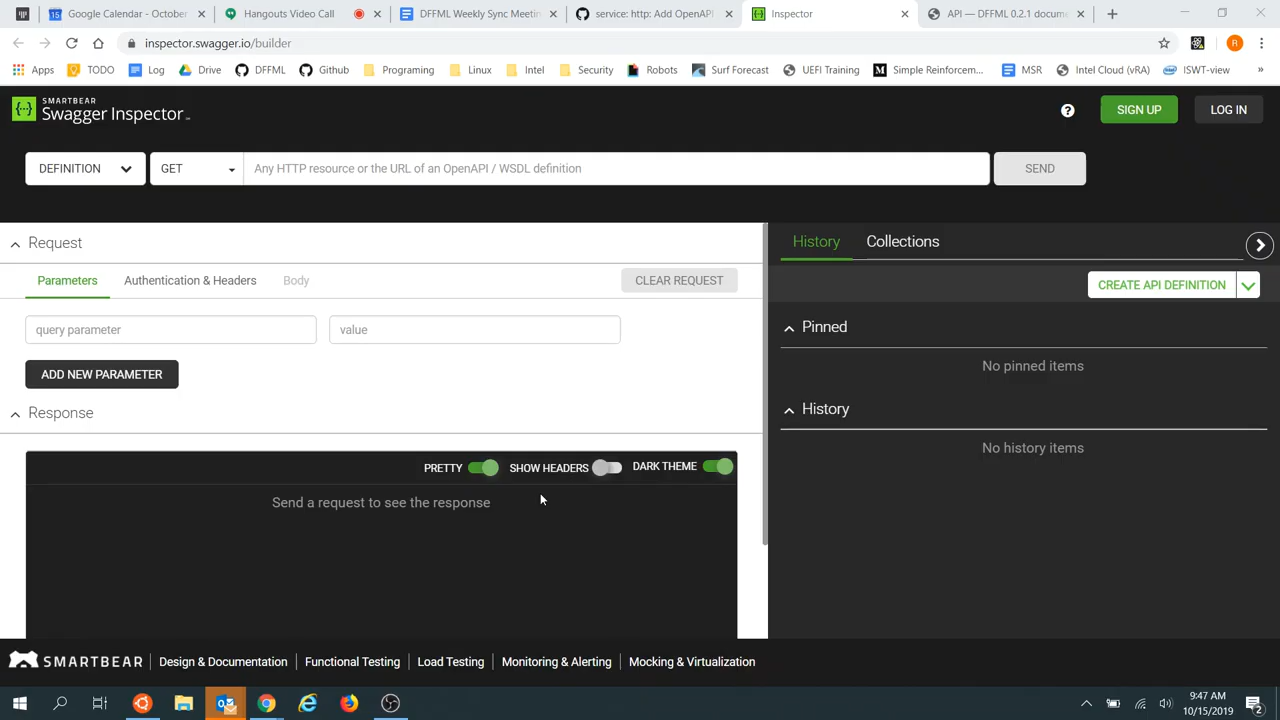 Google Calendar - October
Hangouts Video Call
DFFML Weekly Sync Meetin
service: http: Add OpenAPI
Inspector
API — DFFML 0.2.1 docume
inspector.swagger.io/builder
R
Apps
TODO
Log
Drive
DFFML
Github
Programing
Linux
Intel
Security
Robots
Surf Forecast
UEFI Training
Simple Reinforcem...
MSR
Intel Cloud (vRA)
ISWT-view
»
SMARTBEAR
Swagger Inspector
?
SIGN UP
LOG IN
DEFINITION
GET
Any HTTP resource or the URL of an OpenAPI / WSDL definition
SEND
Request
Parameters
Authentication & Headers
Body
CLEAR REQUEST
query parameter
value
ADD NEW PARAMETER
Response
PRETTY
SHOW HEADERS
DARK THEME
Send a request to see the response
History
Collections
CREATE API DEFINITION
Pinned
No pinned items
History
No history items
SMARTBEAR
Design & Documentation
Functional Testing
Load Testing
Monitoring & Alerting
Mocking & Virtualization
9:47 AM
10/15/2019
2